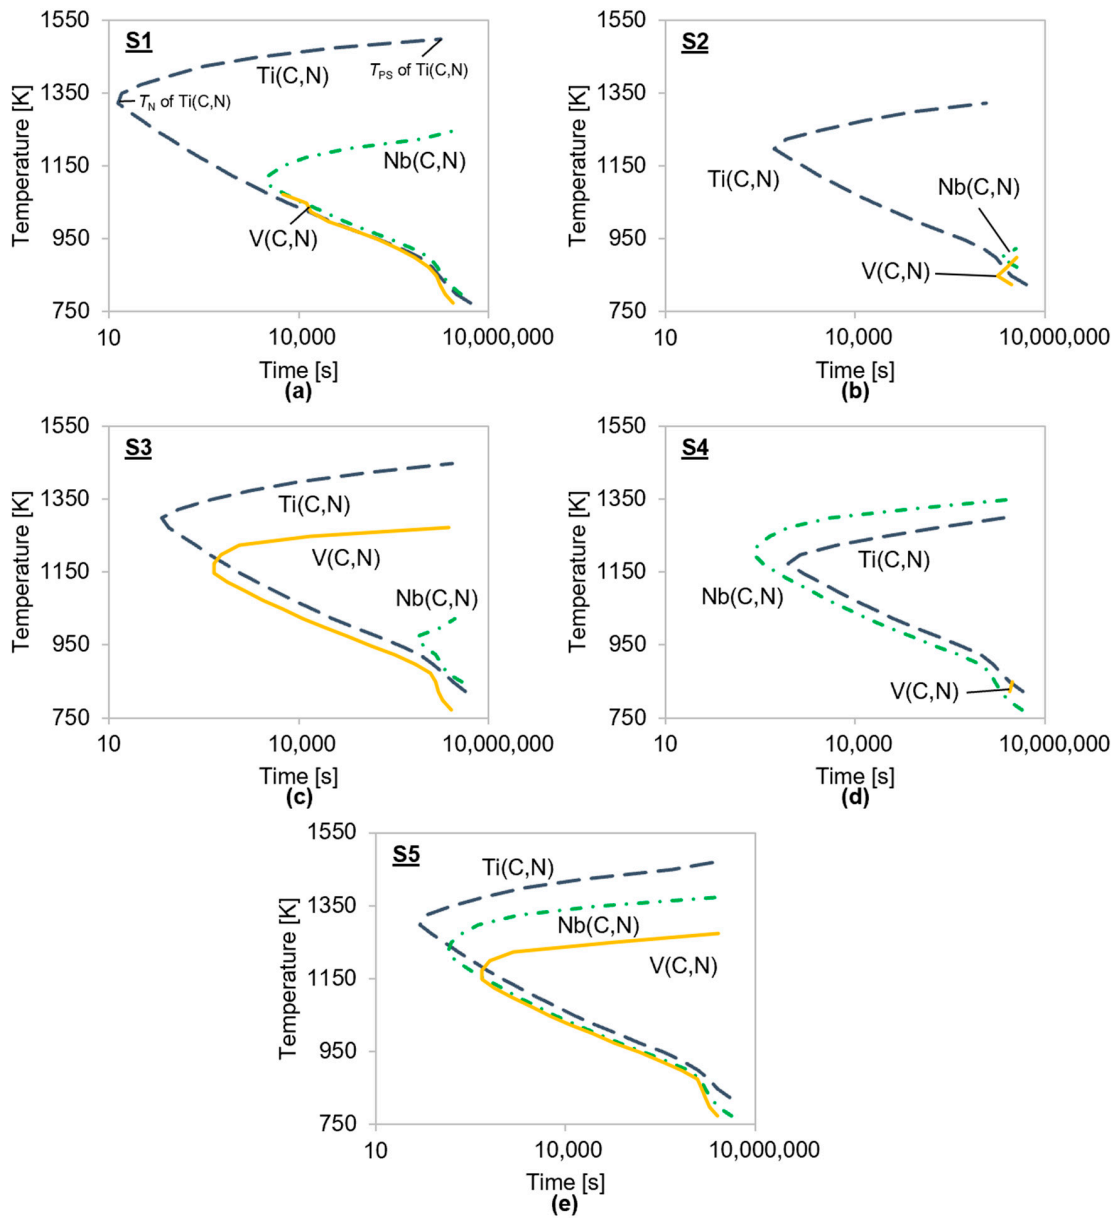 S1
Temperature [K]
1550
1350
1150
950
750
Ti(C,N)
TPS of Ti(C,N)
TN of Ti(C,N)
Nb(C,N)
V(C,N)
10
10,000
10,000,000
Time [s]
(a)
S2
Temperature [K]
1550
1350
1150
950
750
Ti(C,N)
Nb(C,N)
V(C,N)
10
10,000
10,000,000
Time [s]
(b)
S3
Temperature [K]
1550
1350
1150
950
750
Ti(C,N)
V(C,N)
Nb(C,N)
10
10,000
10,000,000
Time [s]
(c)
S4
Temperature [K]
1550
1350
1150
950
750
Ti(C,N)
Nb(C,N)
V(C,N)
10
10,000
10,000,000
Time [s]
(d)
S5
Temperature [K]
1550
1350
1150
950
750
Ti(C,N)
Nb(C,N)
V(C,N)
10
10,000
10,000,000
Time [s]
(e)